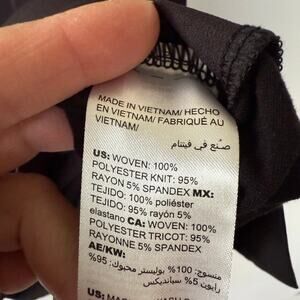 MADE IN VIETNAM/ HECHO
EN VIETNAM/ FABRIQUÉ AU
VIETNAM/
صنع في فيتنام
US: WOVEN: 100%
POLYESTER KNIT: 95%
RAYON 5% SPANDEX MX:
TEJIDO: 100% poliéster
TEJIDO: 95% rayón 5%
elastano CA: WOVEN: 100%
POLYESTER TRICOT: 95%
RAYONNE 5% SPANDEX
AE/KW:
منسوج: 100% بوليستر محبوك: 95%
رايون 5% سباندكس